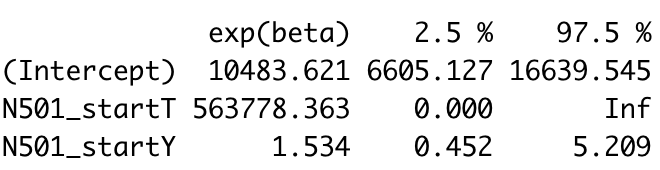 exp(beta) 2.5 % 97.5 %
(Intercept) 10483.621 6605.127 16639.545
N501_startT 563778.363 0.000 Inf
N501_startY 1.534 0.452 5.209